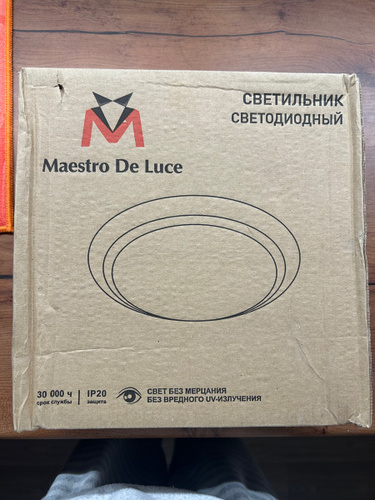 СВЕТИЛЬНИК
СВЕТОДИОДНЫЙ
Maestro De Luce
30 000 ч
срок службы
IP20
защита
СВЕТ БЕЗ МЕРЦАНИЯ
БЕЗ ВРЕДНОГО UV-ИЗЛУЧЕНИЯ